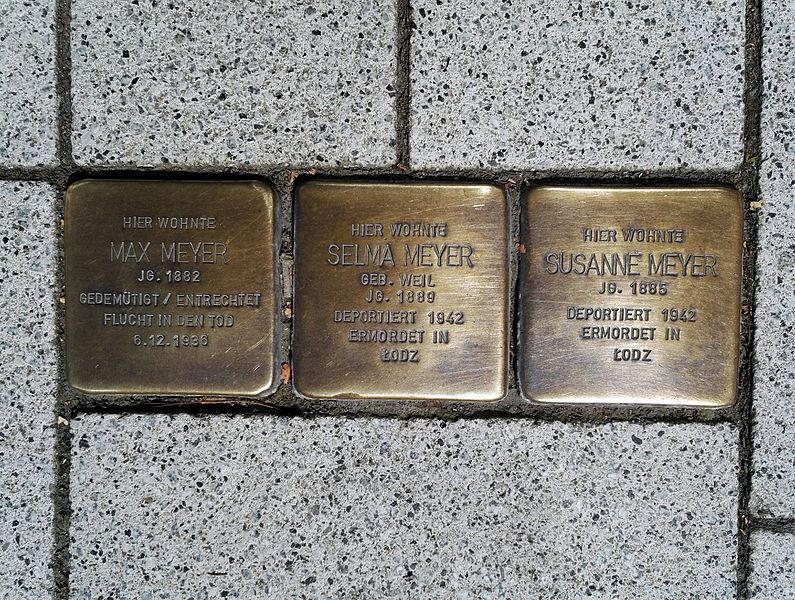 HIER WOHNTE
MAX MEYER
JG. 1882
GEDEMÜTIGT / ENTRECHTET
FLUCHT IN DEN TOD
6.12.1936
HIER WOHNTE
SELMA MEYER
GEB. WEIL
JG. 1889
DEPORTIERT 1942
ERMORDET IN
ŁODZ
HIER WOHNTE
SUSANNE MEYER
JG. 1885
DEPORTIERT 1942
ERMORDET IN
ŁODZ